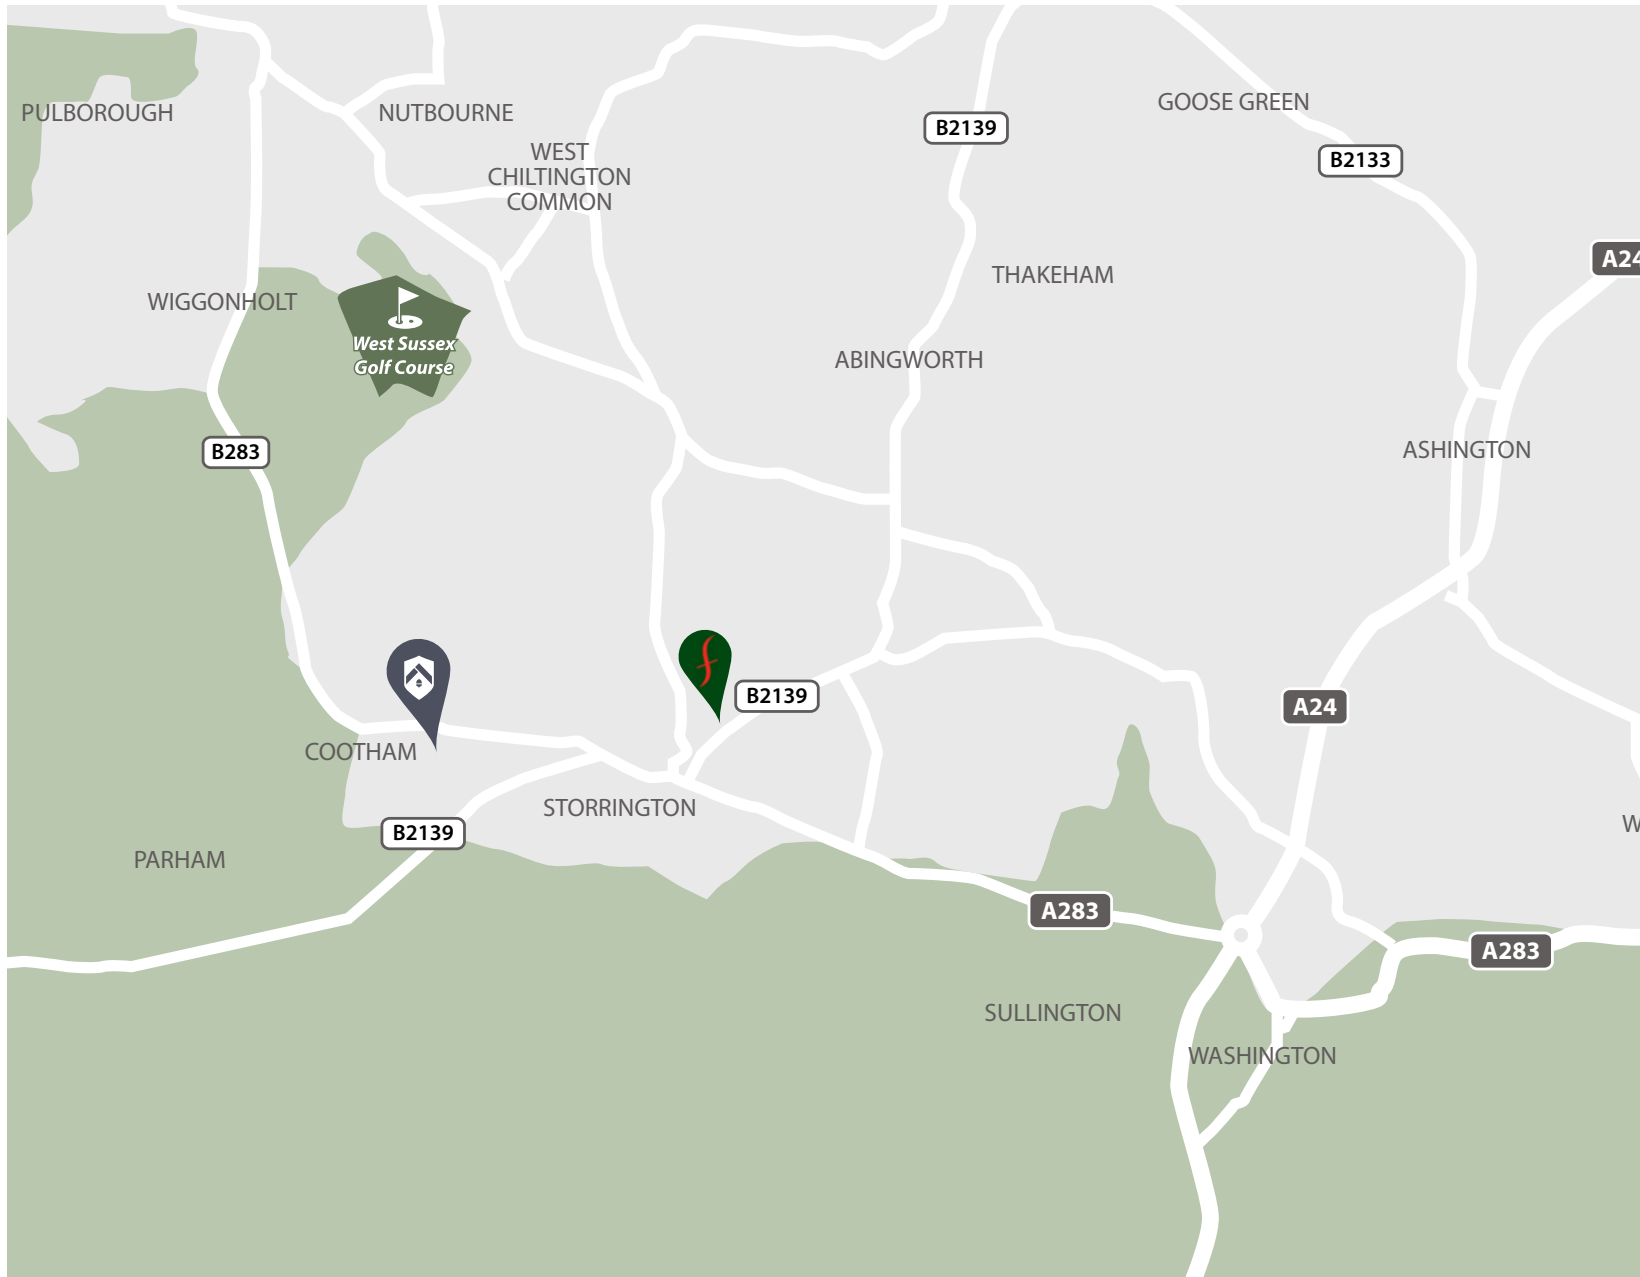 GOOSE GREEN
PULBOROUGH
NUTBOURNE
B2139
WEST
CHILTINGTON
COMMON
B2133
A24
THAKEHAM
WIGGONHOLT
West Sussex
Golf Course
ABINGWORTH
B283
ASHINGTON
f
B2139
A24
COOTHAM
STORRINGTON
W
B2139
PARHAM
A283
A283
SULLINGTON
WASHINGTON